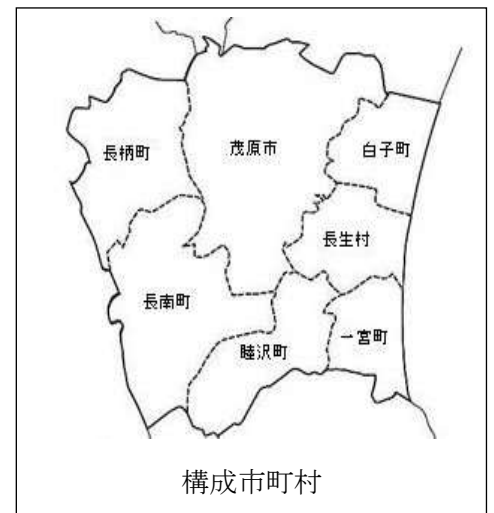 長柄町
茂原市
白子町
長生村
長南町
睦沢町
一宮町
構成市町村